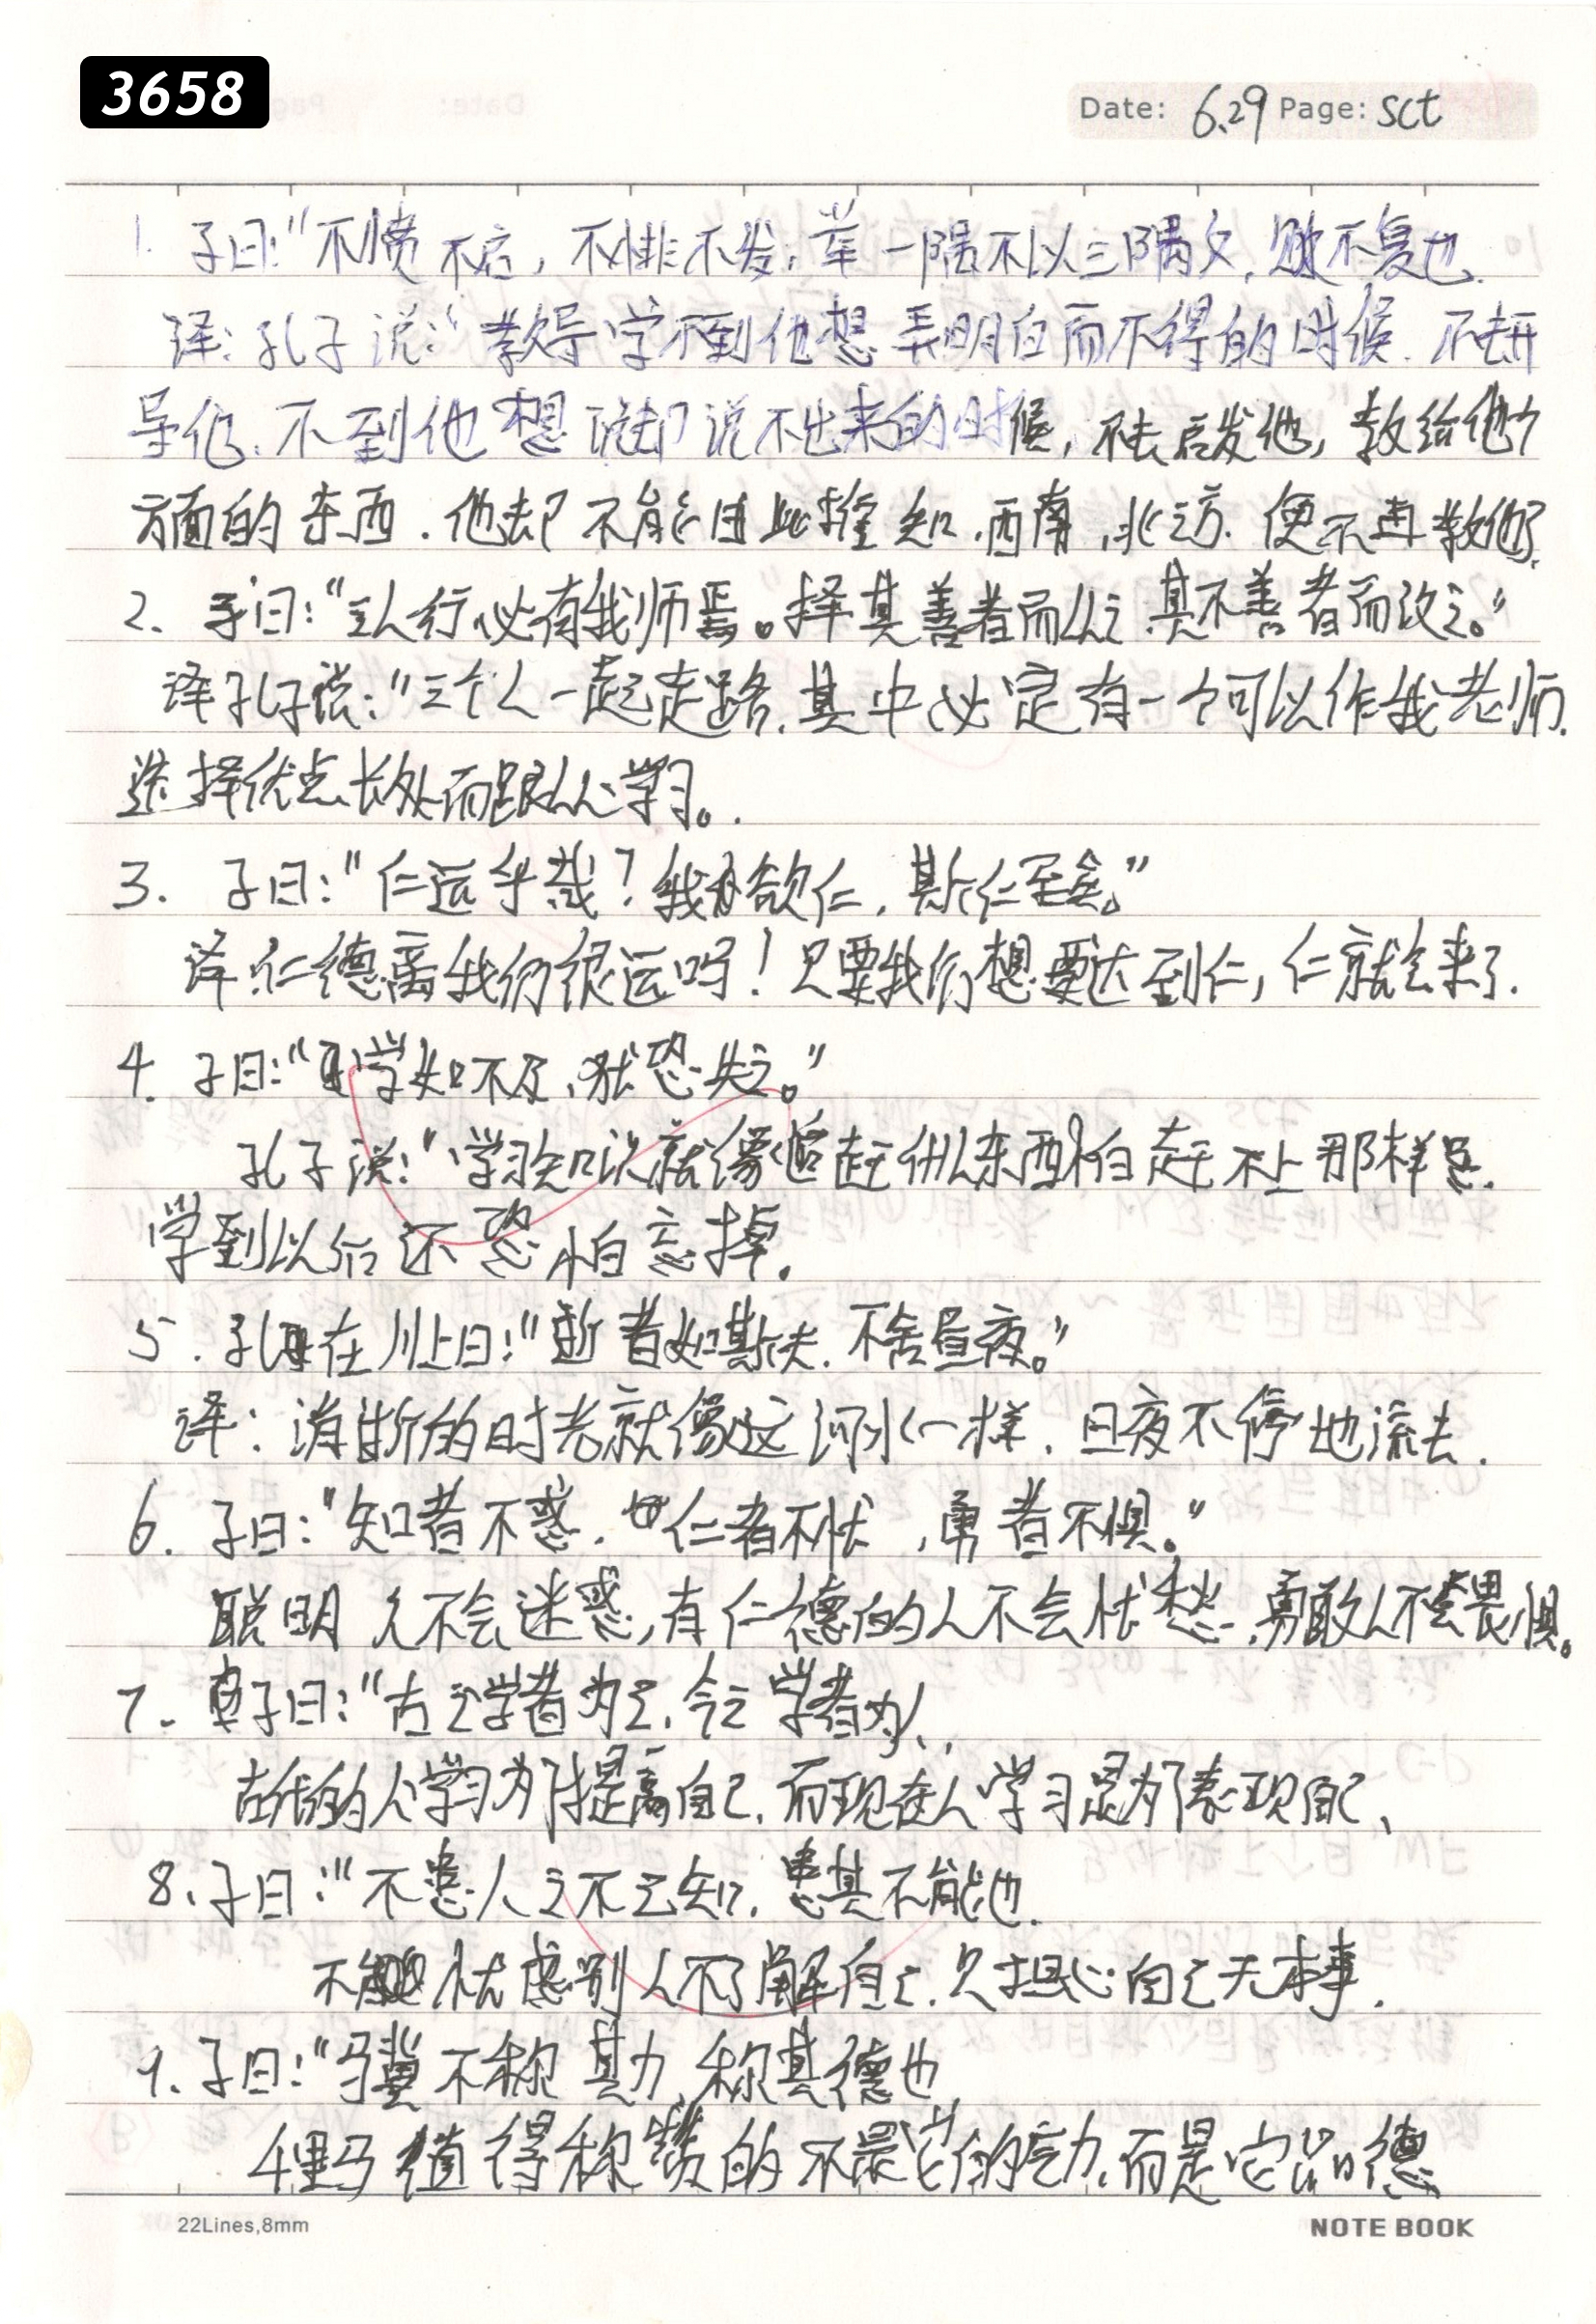 3658
Date: 6.29 Page: sct
1. 子曰:"不愤不启,不悱不发,举一隅不以三隅反,则不复也.
译:孔子说:"教导学不到他想弄明白而不得的时候.不去开
导他、不到他想说却说不出来的时候,不去启发他,教给他个
方面的东西.他却不能由此推知.西南,北方.便不再教他了.
2. 子曰:"三人行必有我师焉。择其善者而从之 其不善者而改之。"
译孔子说:"三个人一起走路.其中必定有一个可以作我老师.
选择优点、长处而跟从心学习。.
3. 子曰:"仁远乎哉?我欲仁,斯仁至矣。"
译:仁德离我们很远吗!只要我们想要达到仁,仁就会来了.
4. 子曰:"学如不及、犹恐失之。"
孔子说:"学习知识就像追赶什么东西怕赶不上那样急.
学到以后还恐怕忘掉.
5. 孔子在川上曰:"逝者如斯夫.不舍昼夜。"
译:消逝的时光就像这河水一样.日夜不停地流去.
6. 子曰:"知者不惑.仁者不忧,勇者不惧。"
聪明人不会迷惑,有仁德的人不会忧愁.勇敢人不会畏惧。
7. 子曰:"古之学者为己,今之学者为人.
古代的人学习为了提高自己.而现在人学习是为了表现自己、
8. 子曰:"不患人之不己知.患其不能也.
不忧虑别人不了解自己.只担心自己无本事.
9. 子曰:"骥不称其力,称其德也
千里马值得称赞的不是它的气力.而是它品德
22Lines,8mm
NOTE BOOK